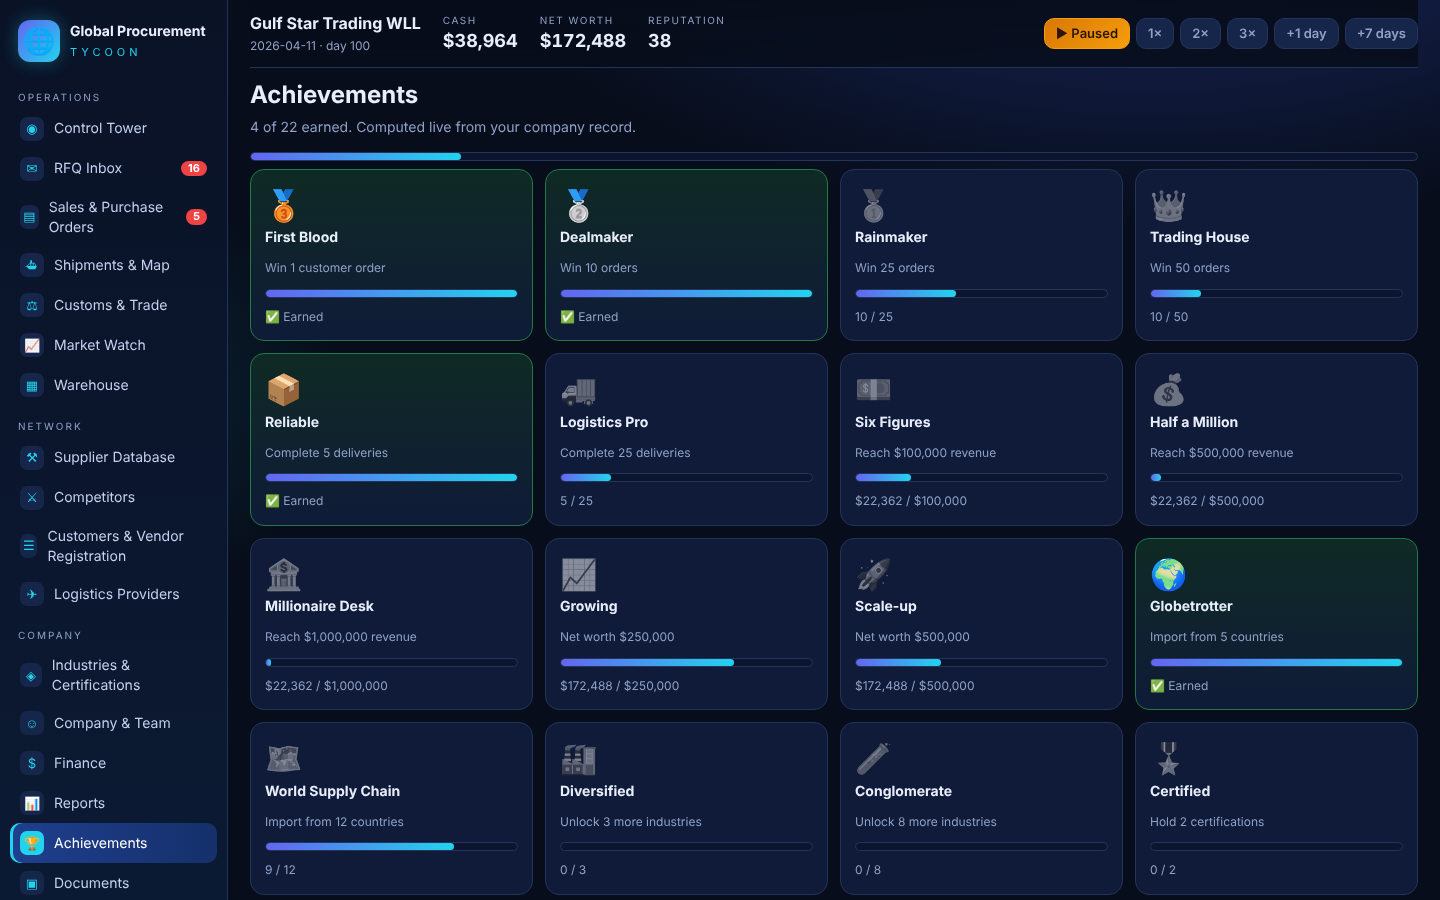 Global Procurement
TYCOON
OPERATIONS
Control Tower
RFQ Inbox 16
Sales & Purchase
Orders 5
Shipments & Map
Customs & Trade
Market Watch
Warehouse
NETWORK
Supplier Database
Competitors
Customers & Vendor
Registration
Logistics Providers
COMPANY
Industries &
Certifications
Company & Team
Finance
Reports
Achievements
Documents
Gulf Star Trading WLL
2026-04-11 · day 100
CASH
$38,964
NET WORTH
$172,488
REPUTATION
38
▶ Paused
1×
2×
3×
+1 day
+7 days
Achievements
4 of 22 earned. Computed live from your company record.
First Blood
Win 1 customer order
✅ Earned
Dealmaker
Win 10 orders
✅ Earned
Rainmaker
Win 25 orders
10 / 25
Trading House
Win 50 orders
10 / 50
Reliable
Complete 5 deliveries
✅ Earned
Logistics Pro
Complete 25 deliveries
5 / 25
Six Figures
Reach $100,000 revenue
$22,362 / $100,000
Half a Million
Reach $500,000 revenue
$22,362 / $500,000
Millionaire Desk
Reach $1,000,000 revenue
$22,362 / $1,000,000
Growing
Net worth $250,000
$172,488 / $250,000
Scale-up
Net worth $500,000
$172,488 / $500,000
Globetrotter
Import from 5 countries
✅ Earned
World Supply Chain
Import from 12 countries
9 / 12
Diversified
Unlock 3 more industries
0 / 3
Conglomerate
Unlock 8 more industries
0 / 8
Certified
Hold 2 certifications
0 / 2